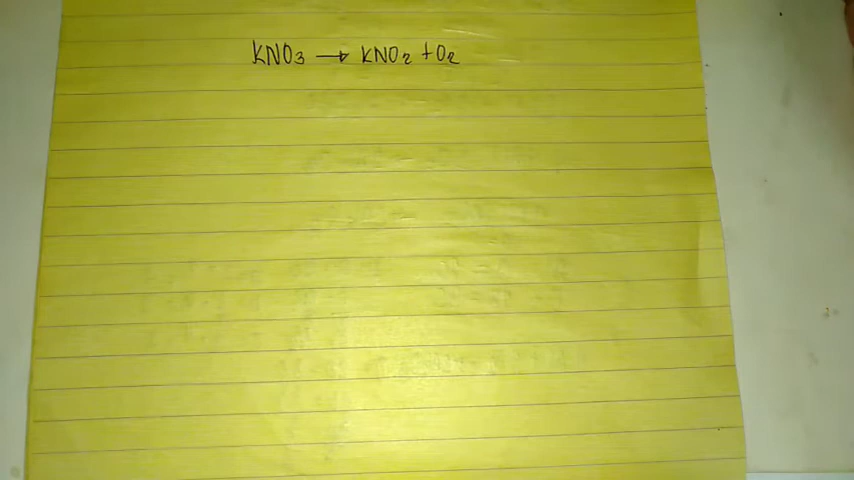 KNO₃ → KNO₂ + O₂